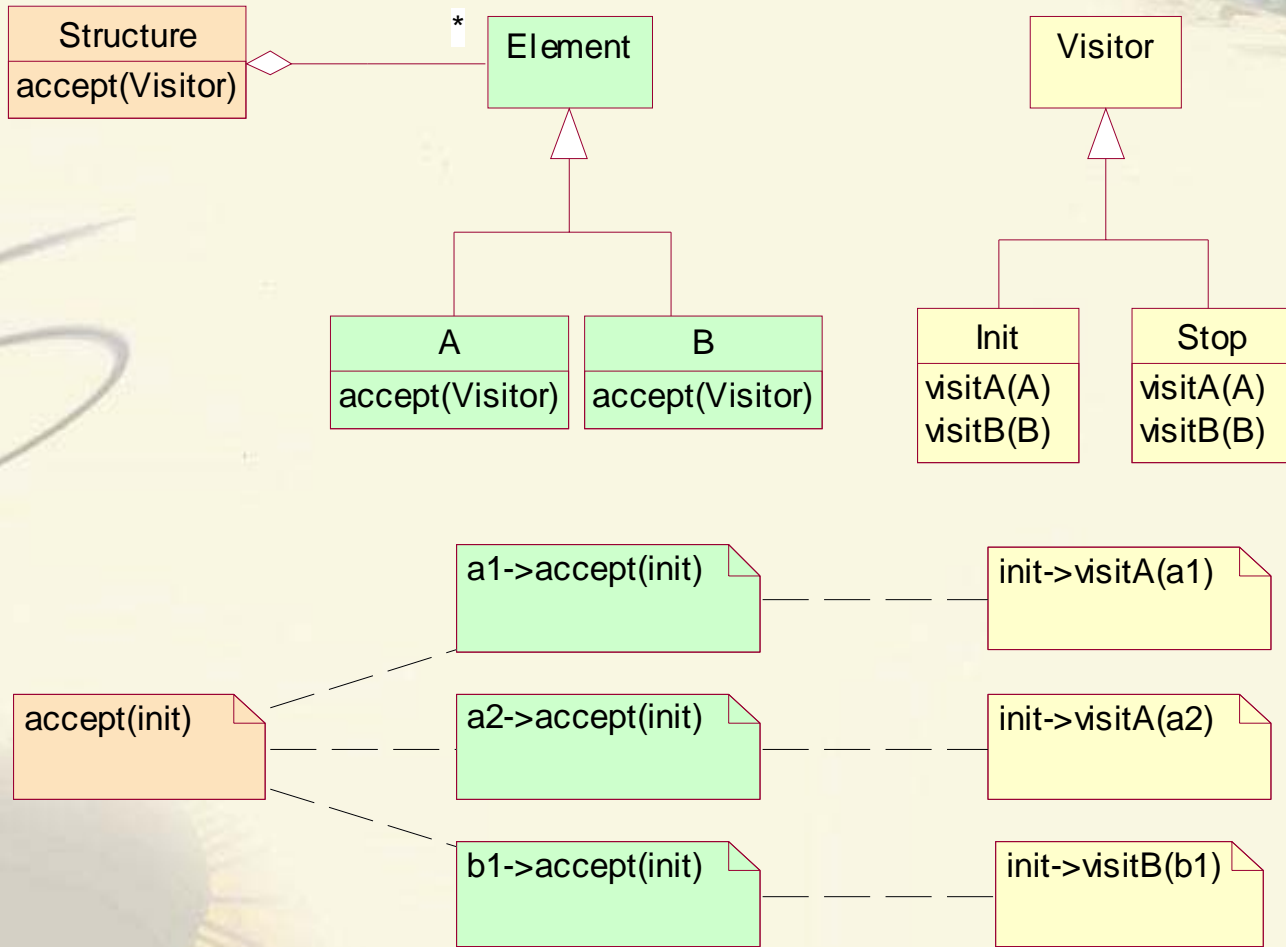 Structure
accept(Visitor)
*
Element
Visitor
A
accept(Visitor)
B
accept(Visitor)
Init
visitA(A)
visitB(B)
Stop
visitA(A)
visitB(B)
accept(init)
a1->accept(init)
init->visitA(a1)
a2->accept(init)
init->visitA(a2)
b1->accept(init)
init->visitB(b1)